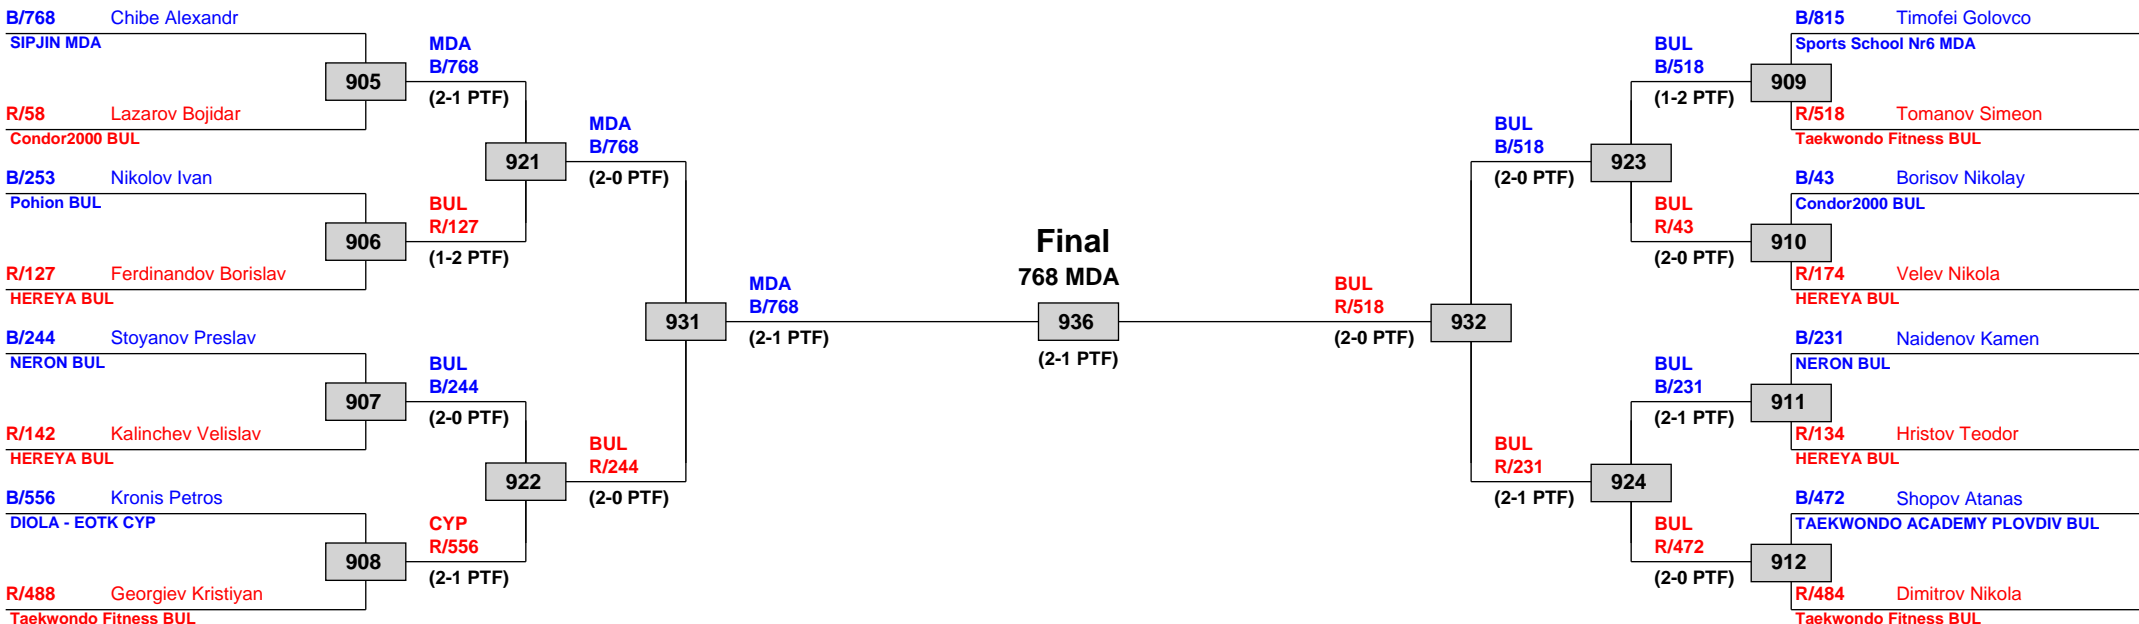 B/768 Chibe Alexandr
SIPJIN MDA
905
R/58 Lazarov Bojidar
Condor2000 BUL
B/253 Nikolov Ivan
Pohion BUL
906
R/127 Ferdinandov Borislav
HEREYA BUL
B/244 Stoyanov Preslav
NERON BUL
907
R/142 Kalinchev Velislav
HEREYA BUL
B/556 Kronis Petros
DIOLA - EOTK CYP
908
R/488 Georgiev Kristiyan
Taekwondo Fitness BUL
MDA
B/768
(2-1 PTF)
921
BUL
R/127
(1-2 PTF)
BUL
B/244
(2-0 PTF)
922
CYP
R/556
(2-1 PTF)
MDA
B/768
(2-0 PTF)
931
BUL
R/244
(2-0 PTF)
MDA
B/768
(2-1 PTF)
Final
768 MDA
936
(2-1 PTF)
BUL
R/518
(2-0 PTF)
932
BUL
B/518
(2-0 PTF)
BUL
R/231
(2-1 PTF)
BUL
B/518
(1-2 PTF)
923
BUL
R/43
(2-0 PTF)
BUL
B/231
(2-1 PTF)
924
BUL
R/472
(2-0 PTF)
B/815 Timofei Golovco
Sports School Nr6 MDA
909
R/518 Tomanov Simeon
Taekwondo Fitness BUL
B/43 Borisov Nikolay
Condor2000 BUL
910
R/174 Velev Nikola
HEREYA BUL
B/231 Naidenov Kamen
NERON BUL
911
R/134 Hristov Teodor
HEREYA BUL
B/472 Shopov Atanas
TAEKWONDO ACADEMY PLOVDIV BUL
912
R/484 Dimitrov Nikola
Taekwondo Fitness BUL